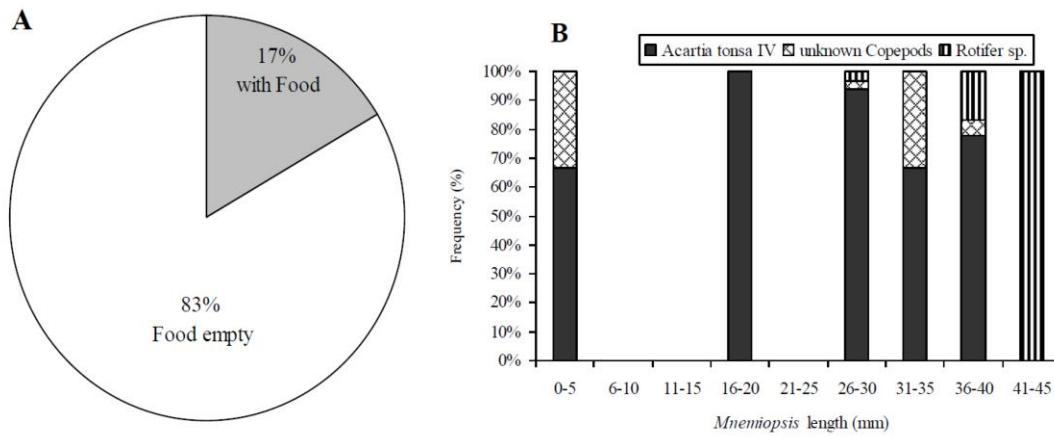 A
17%
with Food
83%
Food empty
B
Acartia tonsa IV unknown Copepods Rotifer sp.
Frequency (%)
100%
90%
80%
70%
60%
50%
40%
30%
20%
10%
0%
0-5 6-10 11-15 16-20 21-25 26-30 31-35 36-40 41-45
Mnemiopsis length (mm)